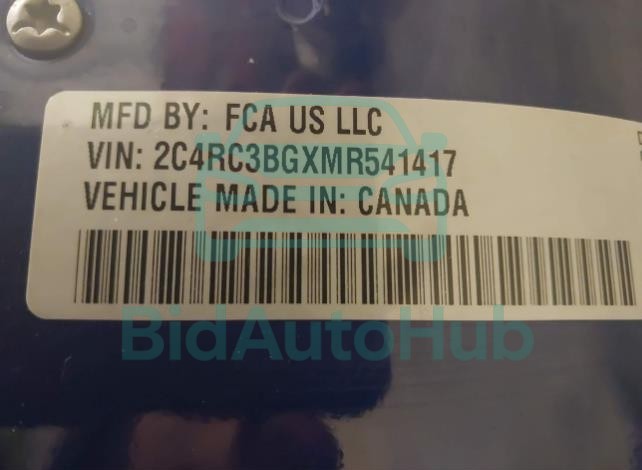 MFD BY: FCA US LLC
VIN: 2C4RC3BGXMR541417
VEHICLE MADE IN: CANADA
BidAutoHub